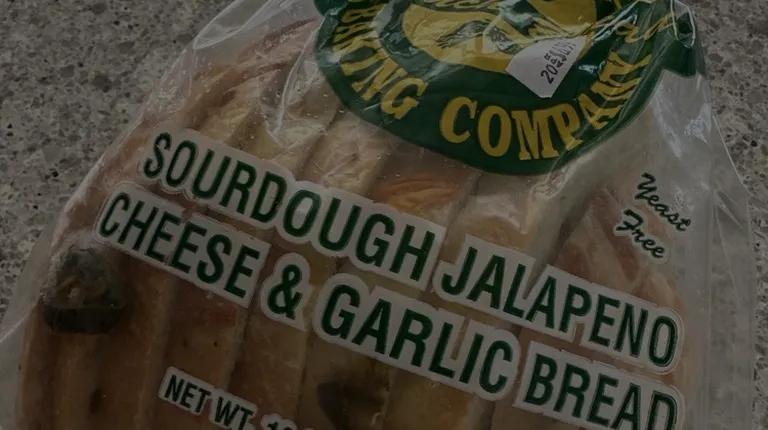 BAKING COMPANY
SOURDOUGH JALAPENO
CHEESE & GARLIC BREAD
Yeast
Free
NET WT.